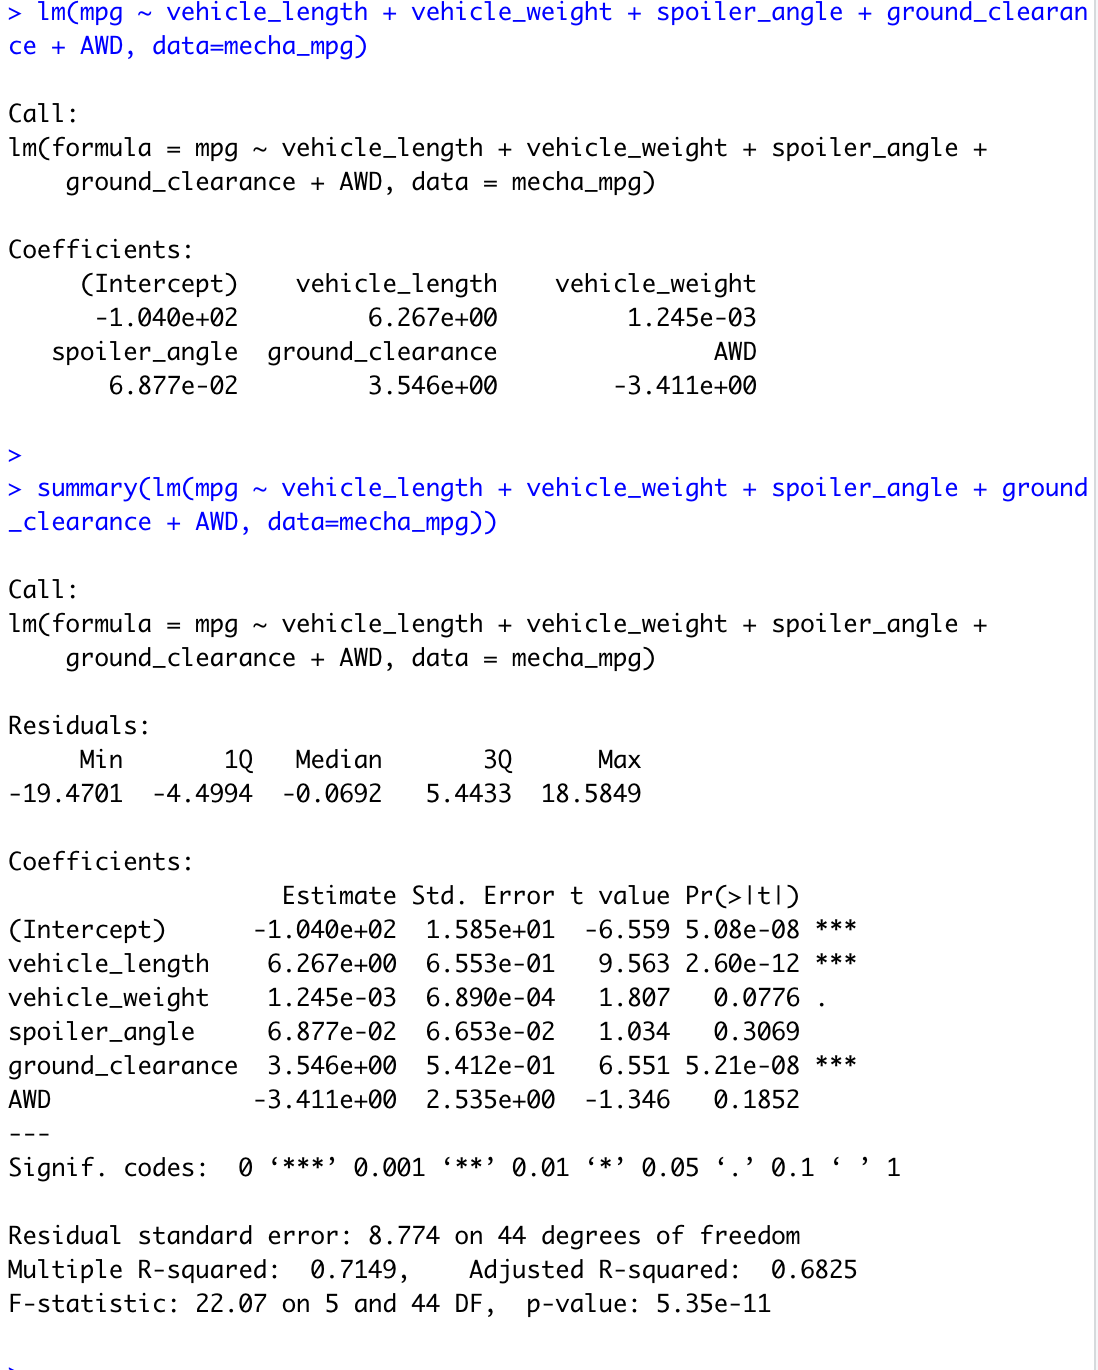 > lm(mpg ~ vehicle_length + vehicle_weight + spoiler_angle + ground_clearan
ce + AWD, data=mecha_mpg)
Call:
lm(formula = mpg ~ vehicle_length + vehicle_weight + spoiler_angle +
    ground_clearance + AWD, data = mecha_mpg)
Coefficients:
     (Intercept)    vehicle_length    vehicle_weight
      -1.040e+02         6.267e+00         1.245e-03
   spoiler_angle  ground_clearance               AWD
       6.877e-02         3.546e+00        -3.411e+00
>
> summary(lm(mpg ~ vehicle_length + vehicle_weight + spoiler_angle + ground
_clearance + AWD, data=mecha_mpg))
Call:
lm(formula = mpg ~ vehicle_length + vehicle_weight + spoiler_angle +
    ground_clearance + AWD, data = mecha_mpg)
Residuals:
     Min       1Q   Median       3Q      Max
-19.4701  -4.4994  -0.0692   5.4433  18.5849
Coefficients:
                   Estimate Std. Error t value Pr(>|t|)
(Intercept)      -1.040e+02  1.585e+01  -6.559 5.08e-08 ***
vehicle_length    6.267e+00  6.553e-01   9.563 2.60e-12 ***
vehicle_weight    1.245e-03  6.890e-04   1.807   0.0776 .
spoiler_angle     6.877e-02  6.653e-02   1.034   0.3069
ground_clearance  3.546e+00  5.412e-01   6.551 5.21e-08 ***
AWD              -3.411e+00  2.535e+00  -1.346   0.1852
---
Signif. codes:  0 ‘***’ 0.001 ‘**’ 0.01 ‘*’ 0.05 ‘.’ 0.1 ‘ ’ 1
Residual standard error: 8.774 on 44 degrees of freedom
Multiple R-squared:  0.7149,    Adjusted R-squared:  0.6825
F-statistic: 22.07 on 5 and 44 DF,  p-value: 5.35e-11